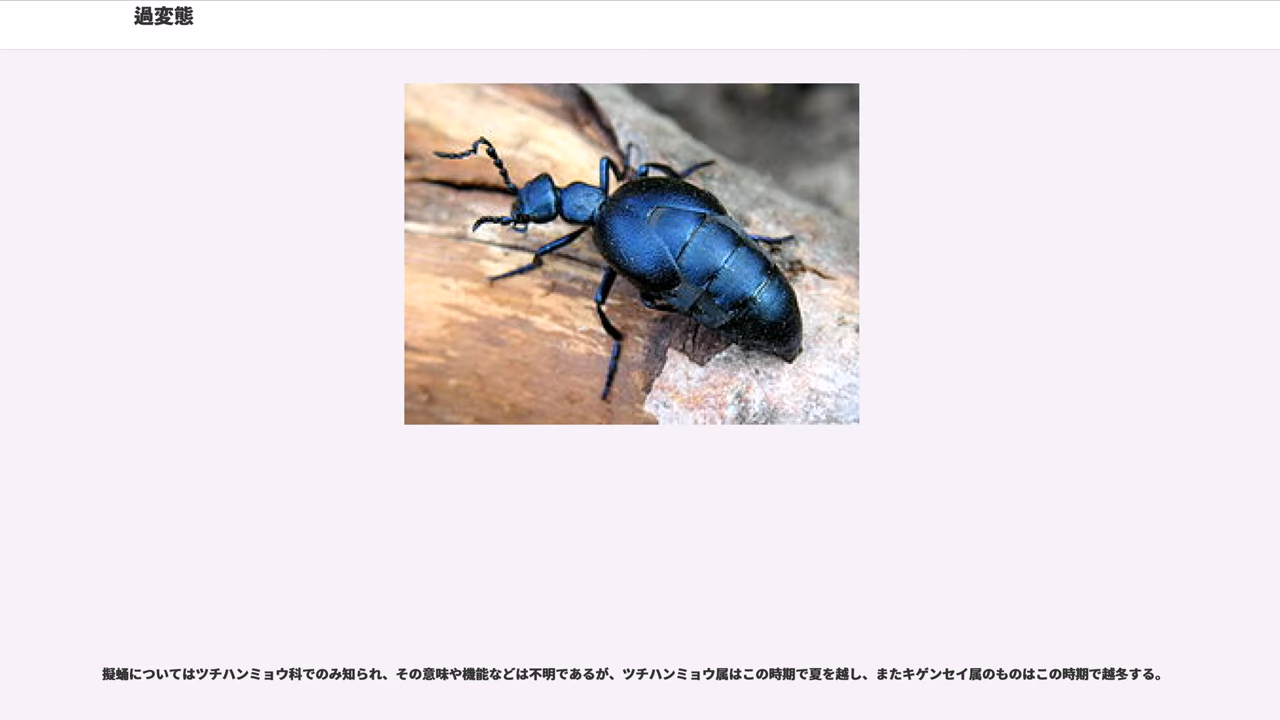 過変態
擬蛹についてはツチハンミョウ科でのみ知られ、その意味や機能などは不明であるが、ツチハンミョウ属はこの時期で夏を越し、またキゲンセイ属のものはこの時期で越冬する。